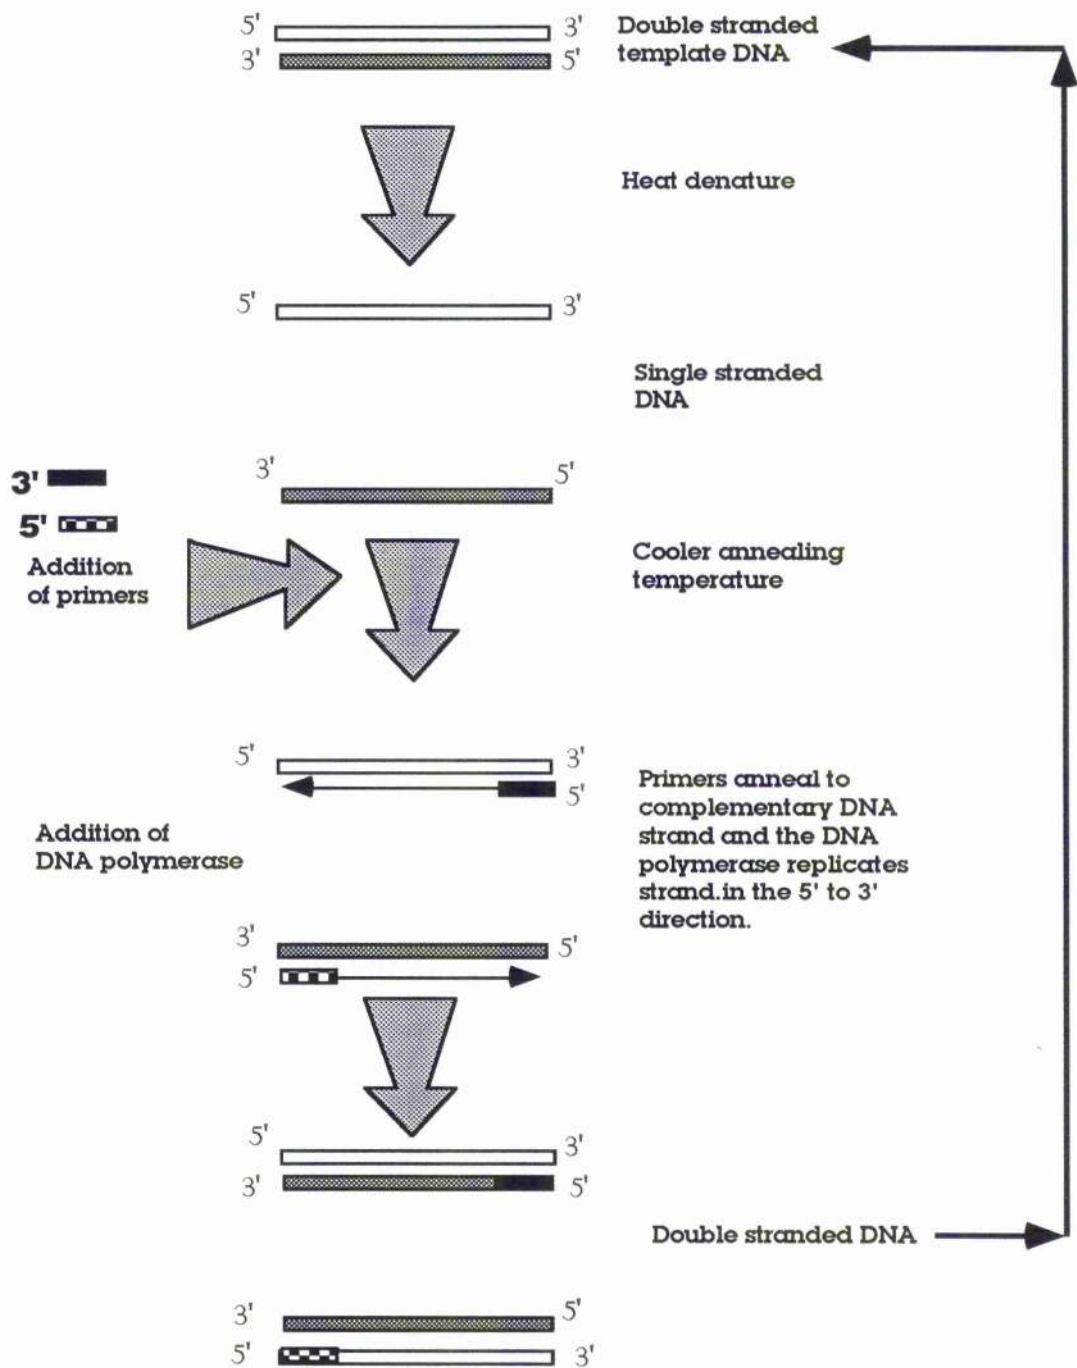 5' 3'
3' 5'
Double stranded
template DNA
Heat denature
5' 3'
Single stranded
DNA
3' 5'
3'
5'
Addition
of primers
Cooler annealing
temperature
5' 3'
5'
Addition of
DNA polymerase
Primers anneal to
complementary DNA
strand and the DNA
polymerase replicates
strand.in the 5' to 3'
direction.
3' 5'
5'
5' 3'
3' 5'
Double stranded DNA
3' 5'
5' 3'